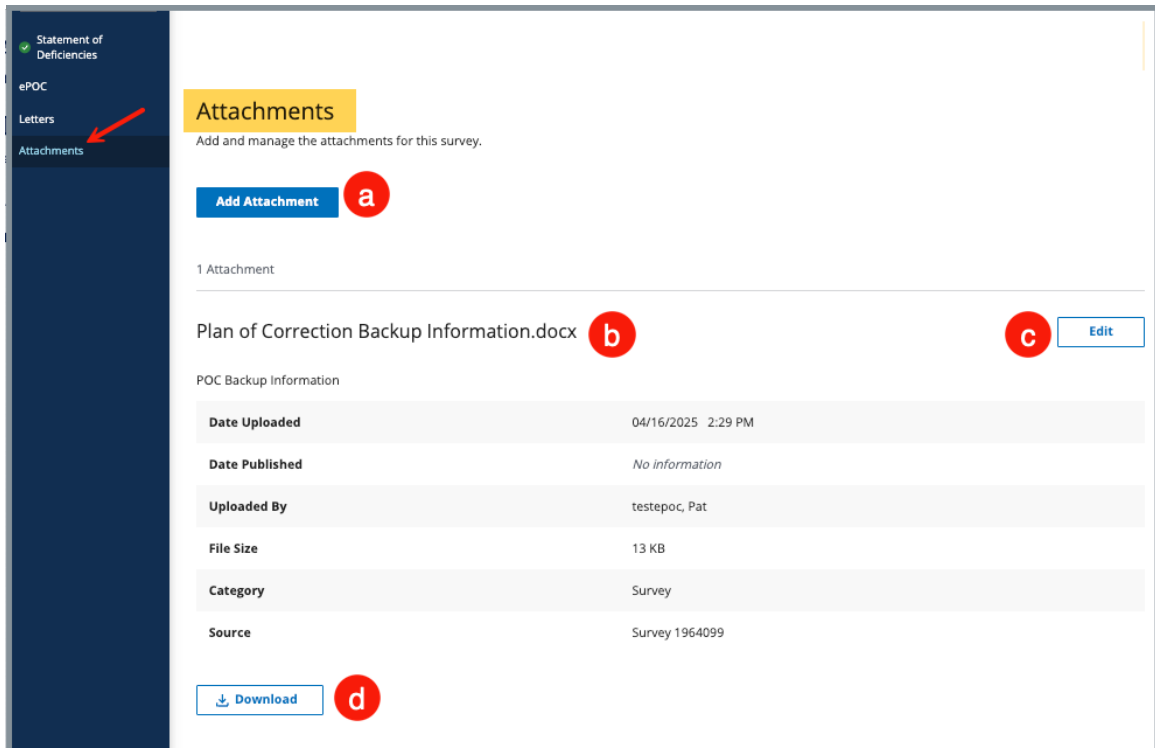 Statement of
Deficiencies
ePOC
Letters
Attachments
Attachments
Add and manage the attachments for this survey.
Add Attachment
a
1 Attachment
Plan of Correction Backup Information.docx
b
c
Edit
POC Backup Information
Date Uploaded 04/16/2025 2:29 PM
Date Published No information
Uploaded By testepoc, Pat
File Size 13 KB
Category Survey
Source Survey 1964099
Download
d